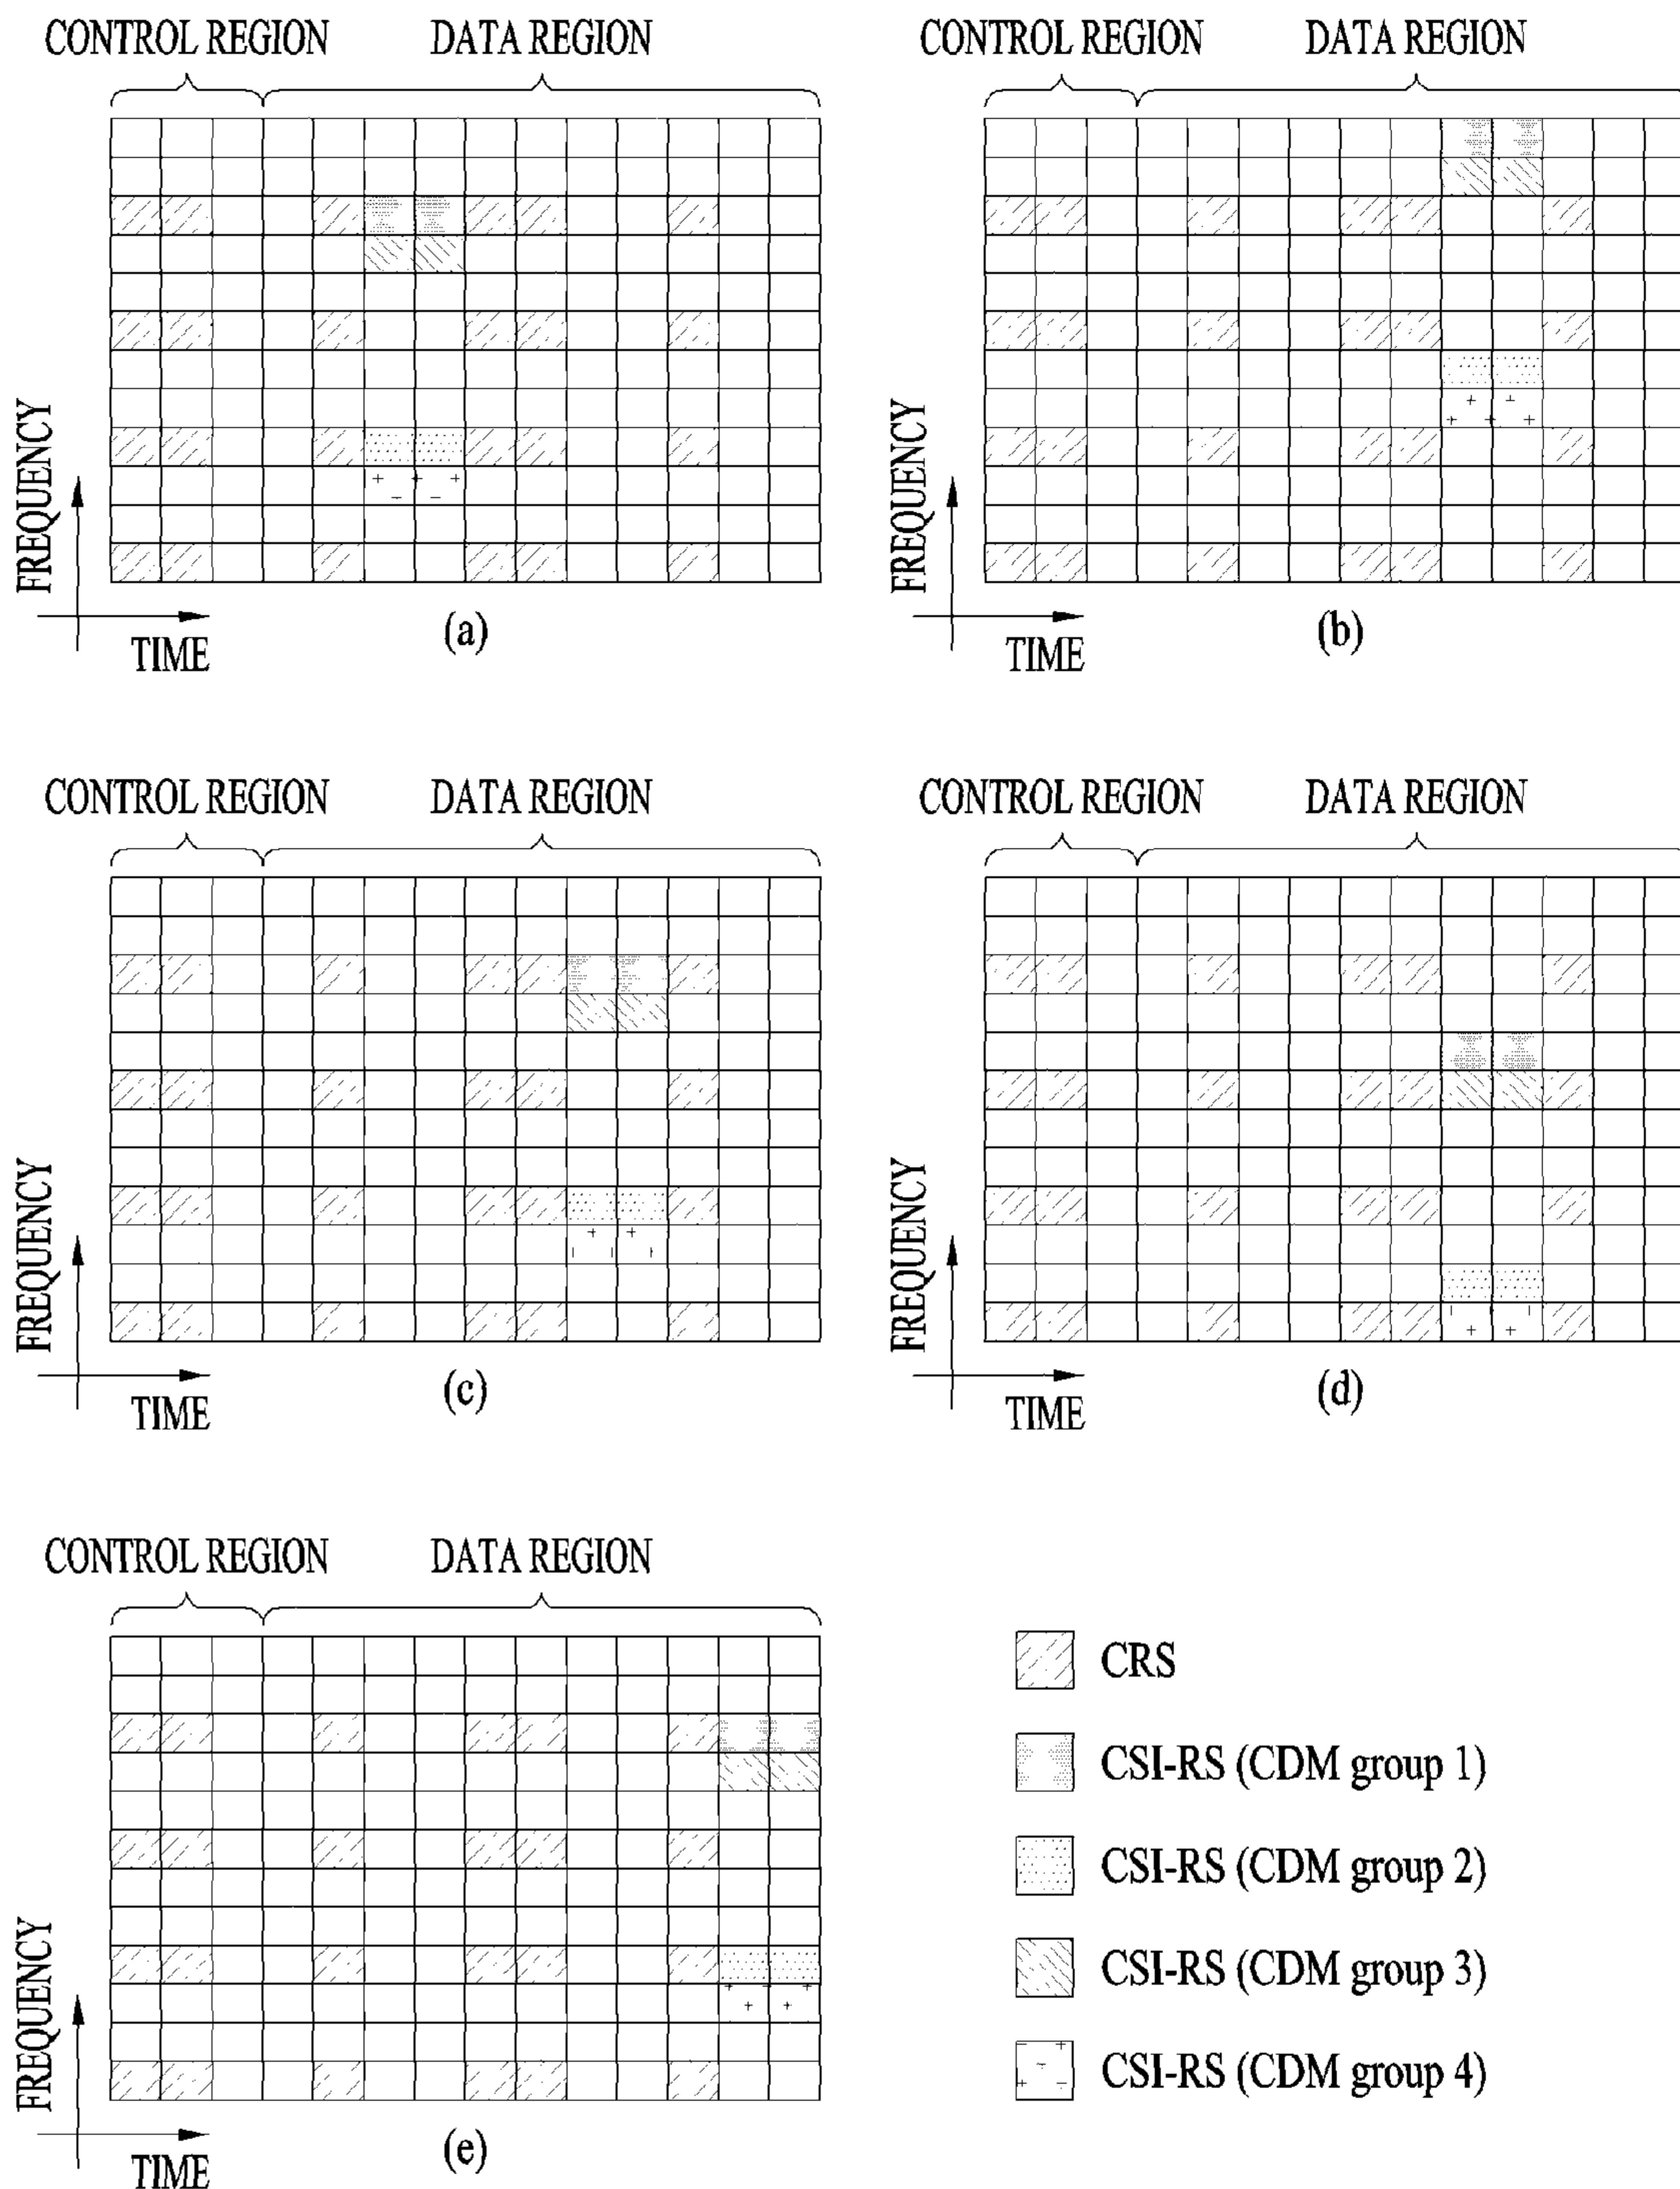 CONTROL REGION DATA REGION
FREQUENCY
TIME
(a)
CONTROL REGION DATA REGION
FREQUENCY
TIME
(b)
CONTROL REGION DATA REGION
FREQUENCY
TIME
(c)
CONTROL REGION DATA REGION
FREQUENCY
TIME
(d)
CONTROL REGION DATA REGION
FREQUENCY
TIME
(e)
CRS
CSI-RS (CDM group 1)
CSI-RS (CDM group 2)
CSI-RS (CDM group 3)
CSI-RS (CDM group 4)